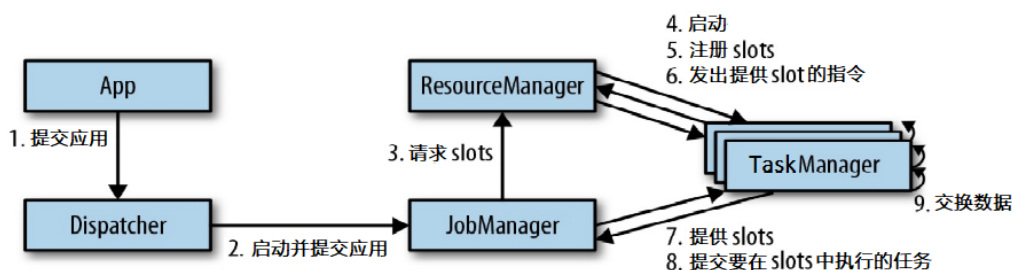 4. 启动
5. 注册 slots
6. 发出提供 slot 的指令
App
ResourceManager
1. 提交应用
3. 请求 slots
TaskManager
9. 交换数据
Dispatcher
JobManager
2. 启动并提交应用
7. 提供 slots
8. 提交要在 slots 中执行的任务